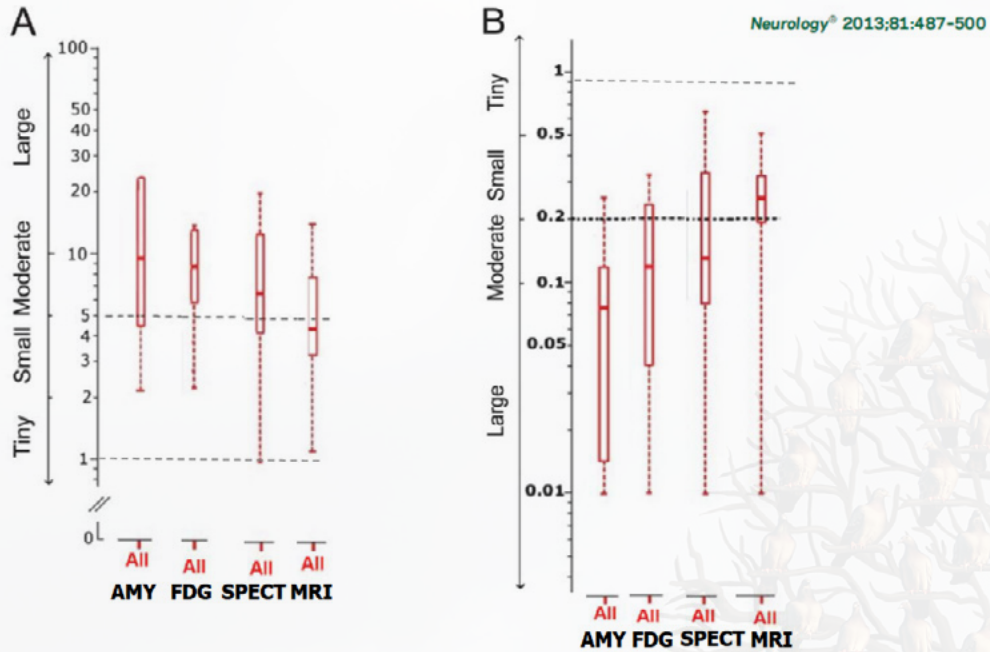 A
B
Neurology® 2013;81:487-500
Large
Moderate
Small
Tiny
100
50
40
30
20
10
5
4
3
2
1
0
All
All
All
All
AMY FDG SPECT MRI
Tiny
Small
Moderate
Large
1
0.5
0.2
0.1
0.05
0.01
All
All
All
All
AMY FDG SPECT MRI